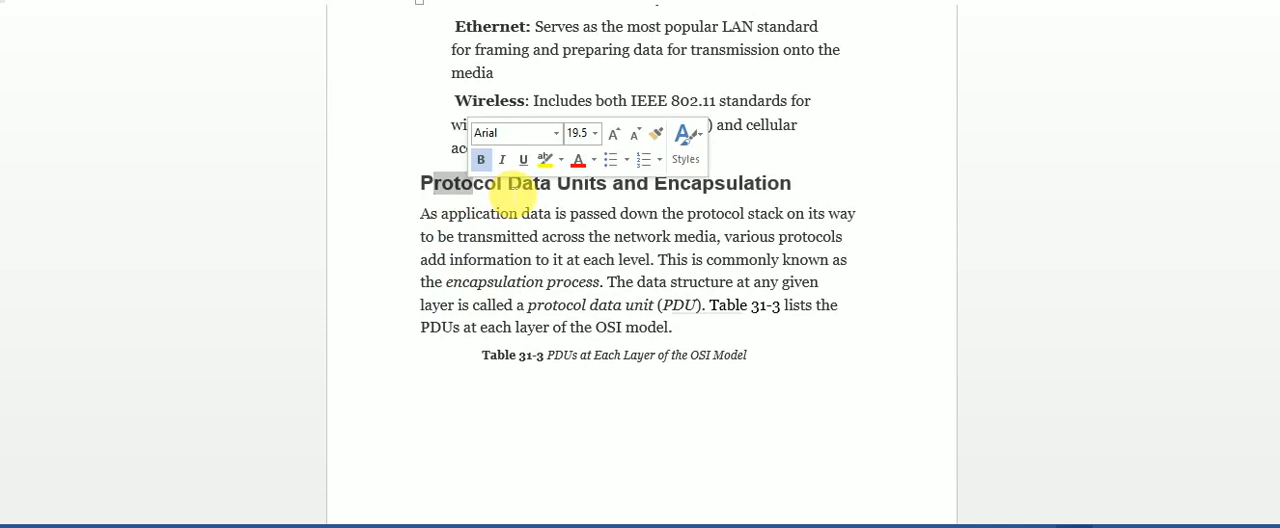 Ethernet: Serves as the most popular LAN standard
for framing and preparing data for transmission onto the
media
Wireless: Includes both IEEE 802.11 standards for
wi ) and cellular
Arial 19.5
ac
B I U Styles
Protocol Data Units and Encapsulation
As application data is passed down the protocol stack on its way
to be transmitted across the network media, various protocols
add information to it at each level. This is commonly known as
the encapsulation process. The data structure at any given
layer is called a protocol data unit (PDU). Table 31-3 lists the
PDUs at each layer of the OSI model.
Table 31-3 PDUs at Each Layer of the OSI Model